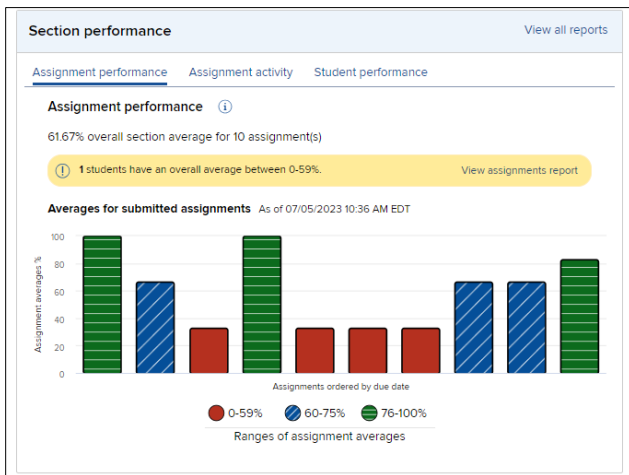 Section performance
View all reports
Assignment performance Assignment activity Student performance
Assignment performance i
61.67% overall section average for 10 assignment(s)
! 1 students have an overall average between 0-59%. View assignments report
Averages for submitted assignments As of 07/05/2023 10:36 AM EDT
Assignment averages %
100
80
60
40
20
0
Assignments ordered by due date
0-59% 60-75% 76-100%
Ranges of assignment averages